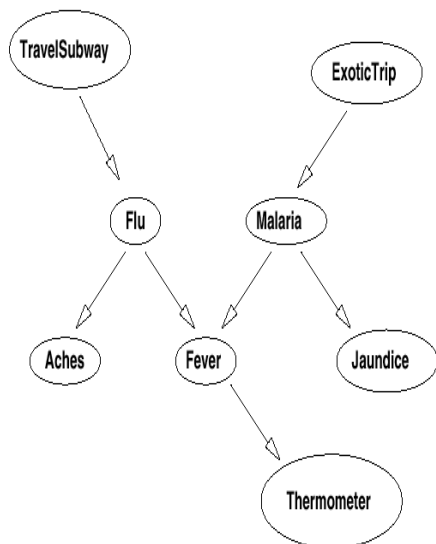 TravelSubway
ExoticTrip
Flu
Malaria
Aches
Fever
Jaundice
Thermometer